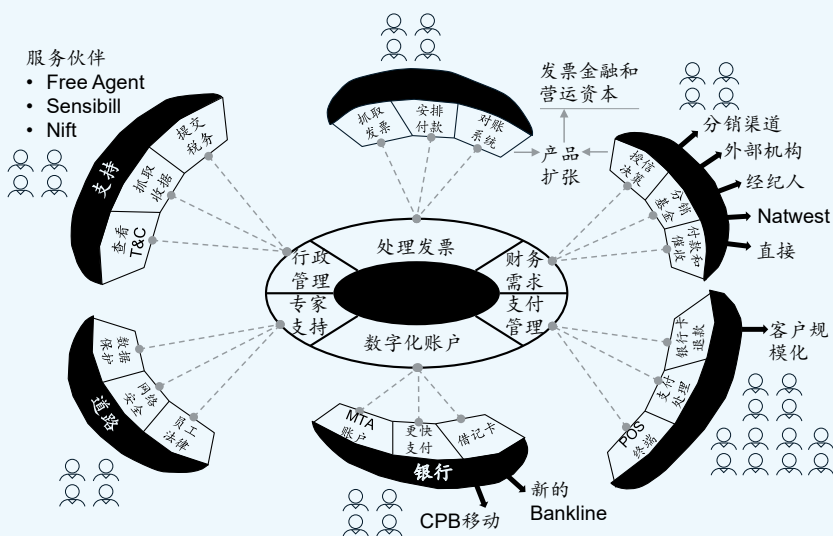 服务伙伴
• Free Agent
• Sensibill
• Nift
支持
提交
税务
抓取
收据
查看
T&C
抓取
发票
安排
付款
对账
系统
发票金融和
营运资本
产品
扩张
授信
决策
分销
基金
付款和
催收
分销渠道
外部机构
经纪人
Natwest
直接
处理发票
行政
管理
财务
需求
专家
支持
支付
管理
数字化账户
数据
保护
网络
安全
员工
法律
道路
MTA
账户
更快
支付
借记卡
银行
CPB移动
新的
Bankline
银行卡
退款
支付
处理
POS
终端
客户规
模化